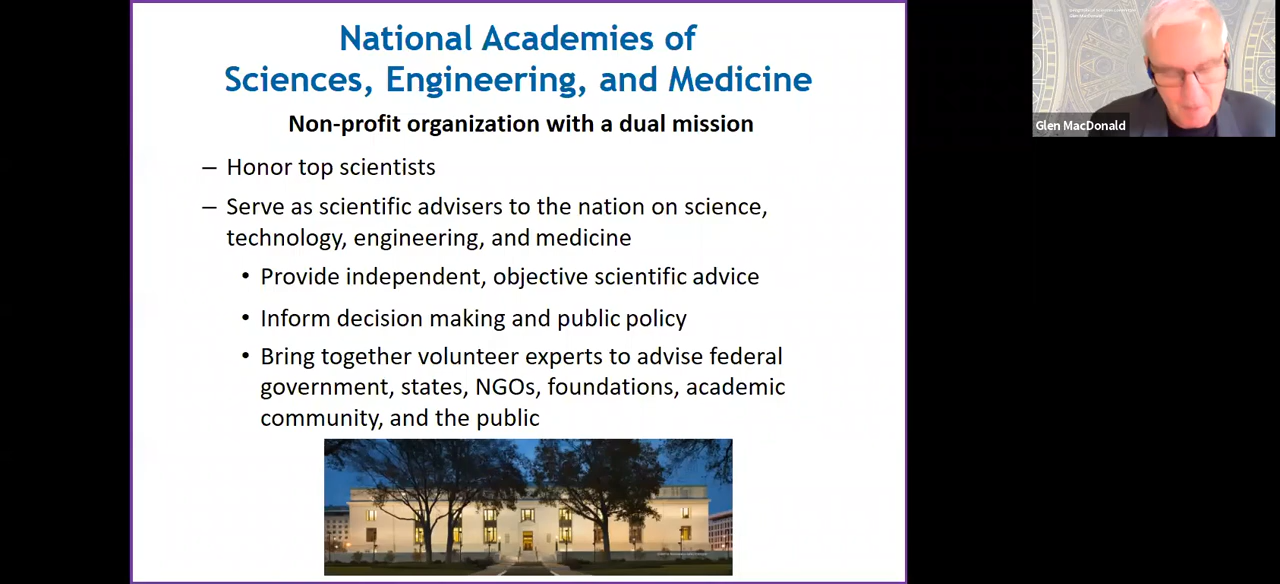 National Academies of
Sciences, Engineering, and Medicine
Non-profit organization with a dual mission
– Honor top scientists
– Serve as scientific advisers to the nation on science,
technology, engineering, and medicine
• Provide independent, objective scientific advice
• Inform decision making and public policy
• Bring together volunteer experts to advise federal
government, states, NGOs, foundations, academic
community, and the public
Glen MacDonald